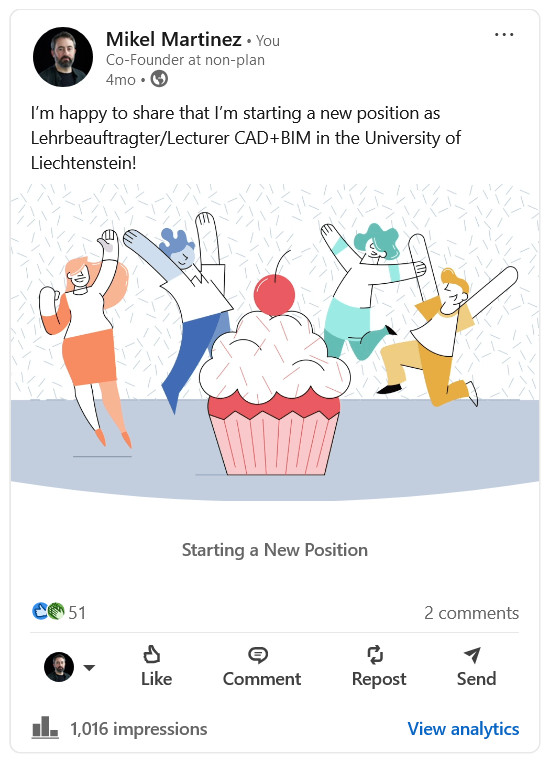 Mikel Martinez • You
Co-Founder at non-plan
4mo •
I’m happy to share that I’m starting a new position as
Lehrbeauftragter/Lecturer CAD+BIM in the University of
Liechtenstein!
Starting a New Position
51
2 comments
Like
Comment
Repost
Send
1,016 impressions
View analytics